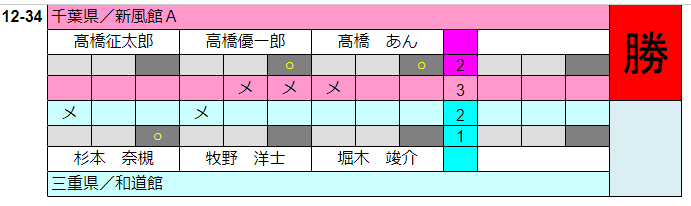 12-34 千葉県／新風館Ａ
髙橋征太郎 高橋優一郎 髙橋　あん
○ ○ 2 勝
メ メ メ 3
メ メ 2
○ 1
杉本　奈槻 牧野　洋士 堀木　竣介
三重県／和道館